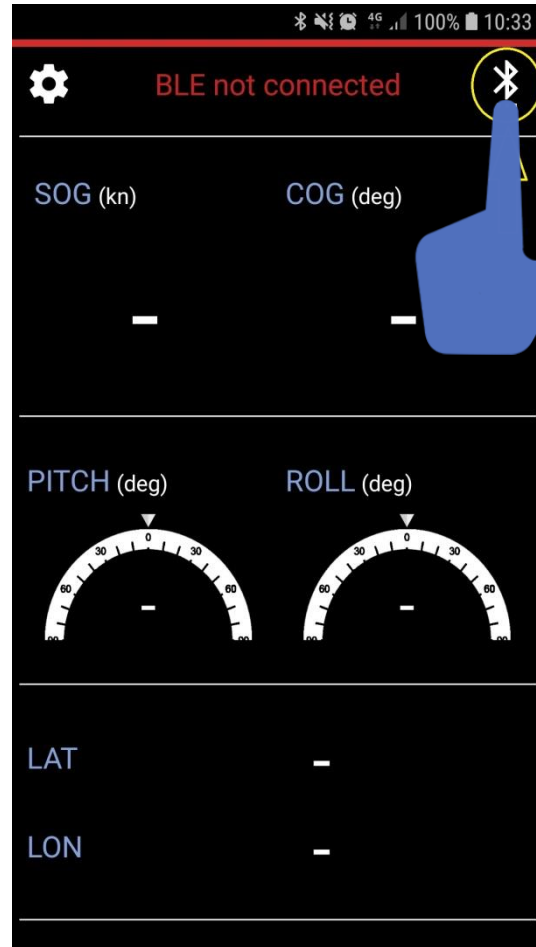 4G 100% 10:33
BLE not connected
SOG (kn) COG (deg)
- -
PITCH (deg) ROLL (deg)
60 30 0 30 60 60 30 0 30 60
- -
LAT -
LON -